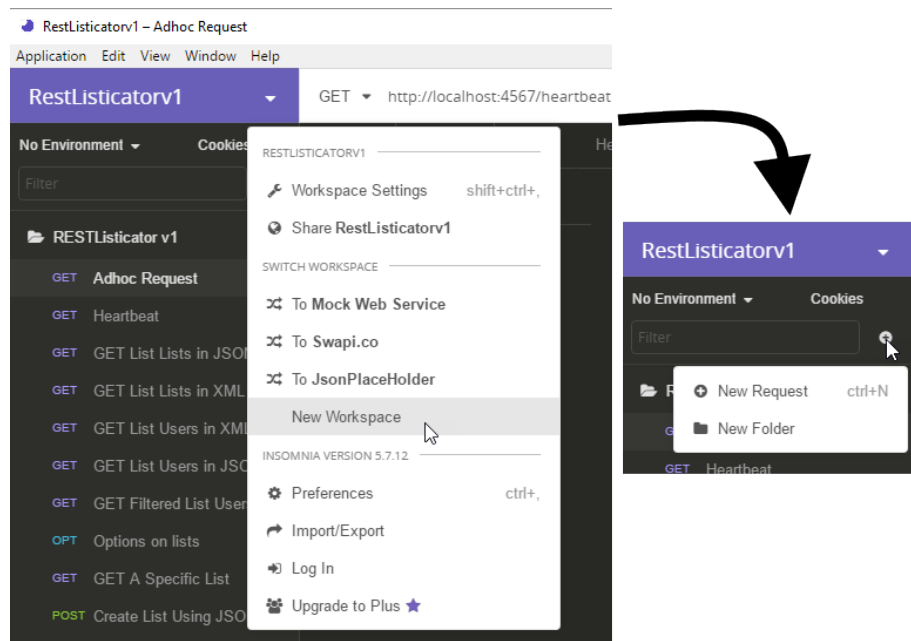 RestListicatorv1 – Adhoc Request
Application Edit View Window Help
RestListicatorv1
GET http://localhost:4567/heartbeat
No Environment Cookies
Filter
RESTListicator v1
GET Adhoc Request
GET Heartbeat
GET GET List Lists in JSON
GET GET List Lists in XML
GET GET List Users in XML
GET GET List Users in JSO
GET GET Filtered List User
OPT Options on lists
GET GET A Specific List
POST Create List Using JSO
RESTLISTICATORV1
Workspace Settings shift+ctrl+,
Share RestListicatorv1
SWITCH WORKSPACE
To Mock Web Service
To Swapi.co
To JsonPlaceHolder
New Workspace
INSOMNIA VERSION 5.7.12
Preferences ctrl+,
Import/Export
Log In
Upgrade to Plus
He
RestListicatorv1
No Environment Cookies
Filter
R
New Request ctrl+N
New Folder
G
GET Heartbeat